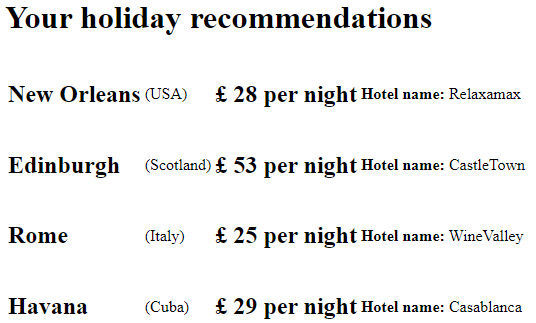 Your holiday recommendations
New Orleans (USA) £ 28 per night Hotel name: Relaxamax
Edinburgh (Scotland) £ 53 per night Hotel name: CastleTown
Rome (Italy) £ 25 per night Hotel name: WineValley
Havana (Cuba) £ 29 per night Hotel name: Casablanca